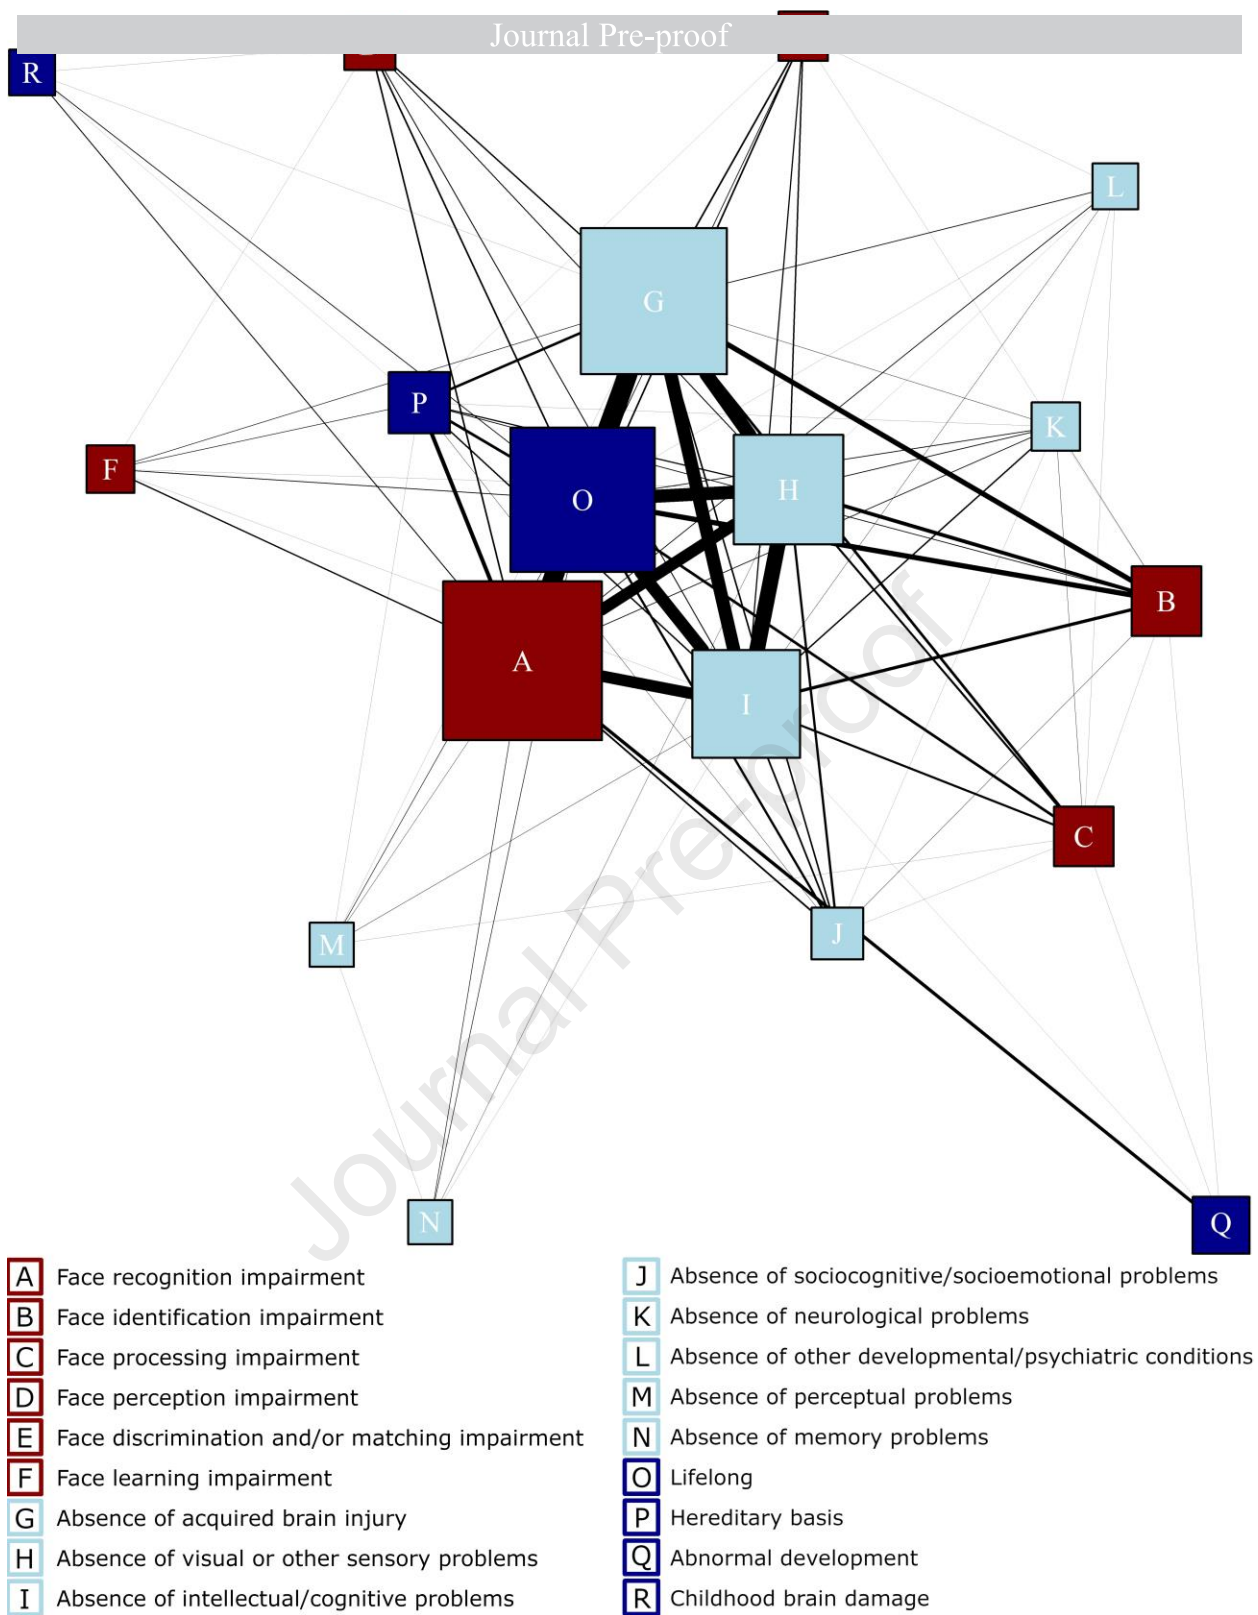 Journal Pre-proof
R
L
G
P
K
F
O
H
B
A
I
C
M
J
N
Q
Journal Pre-proof
A Face recognition impairment
B Face identification impairment
C Face processing impairment
D Face perception impairment
E Face discrimination and/or matching impairment
F Face learning impairment
G Absence of acquired brain injury
H Absence of visual or other sensory problems
I Absence of intellectual/cognitive problems
J Absence of sociocognitive/socioemotional problems
K Absence of neurological problems
L Absence of other developmental/psychiatric conditions
M Absence of perceptual problems
N Absence of memory problems
O Lifelong
P Hereditary basis
Q Abnormal development
R Childhood brain damage